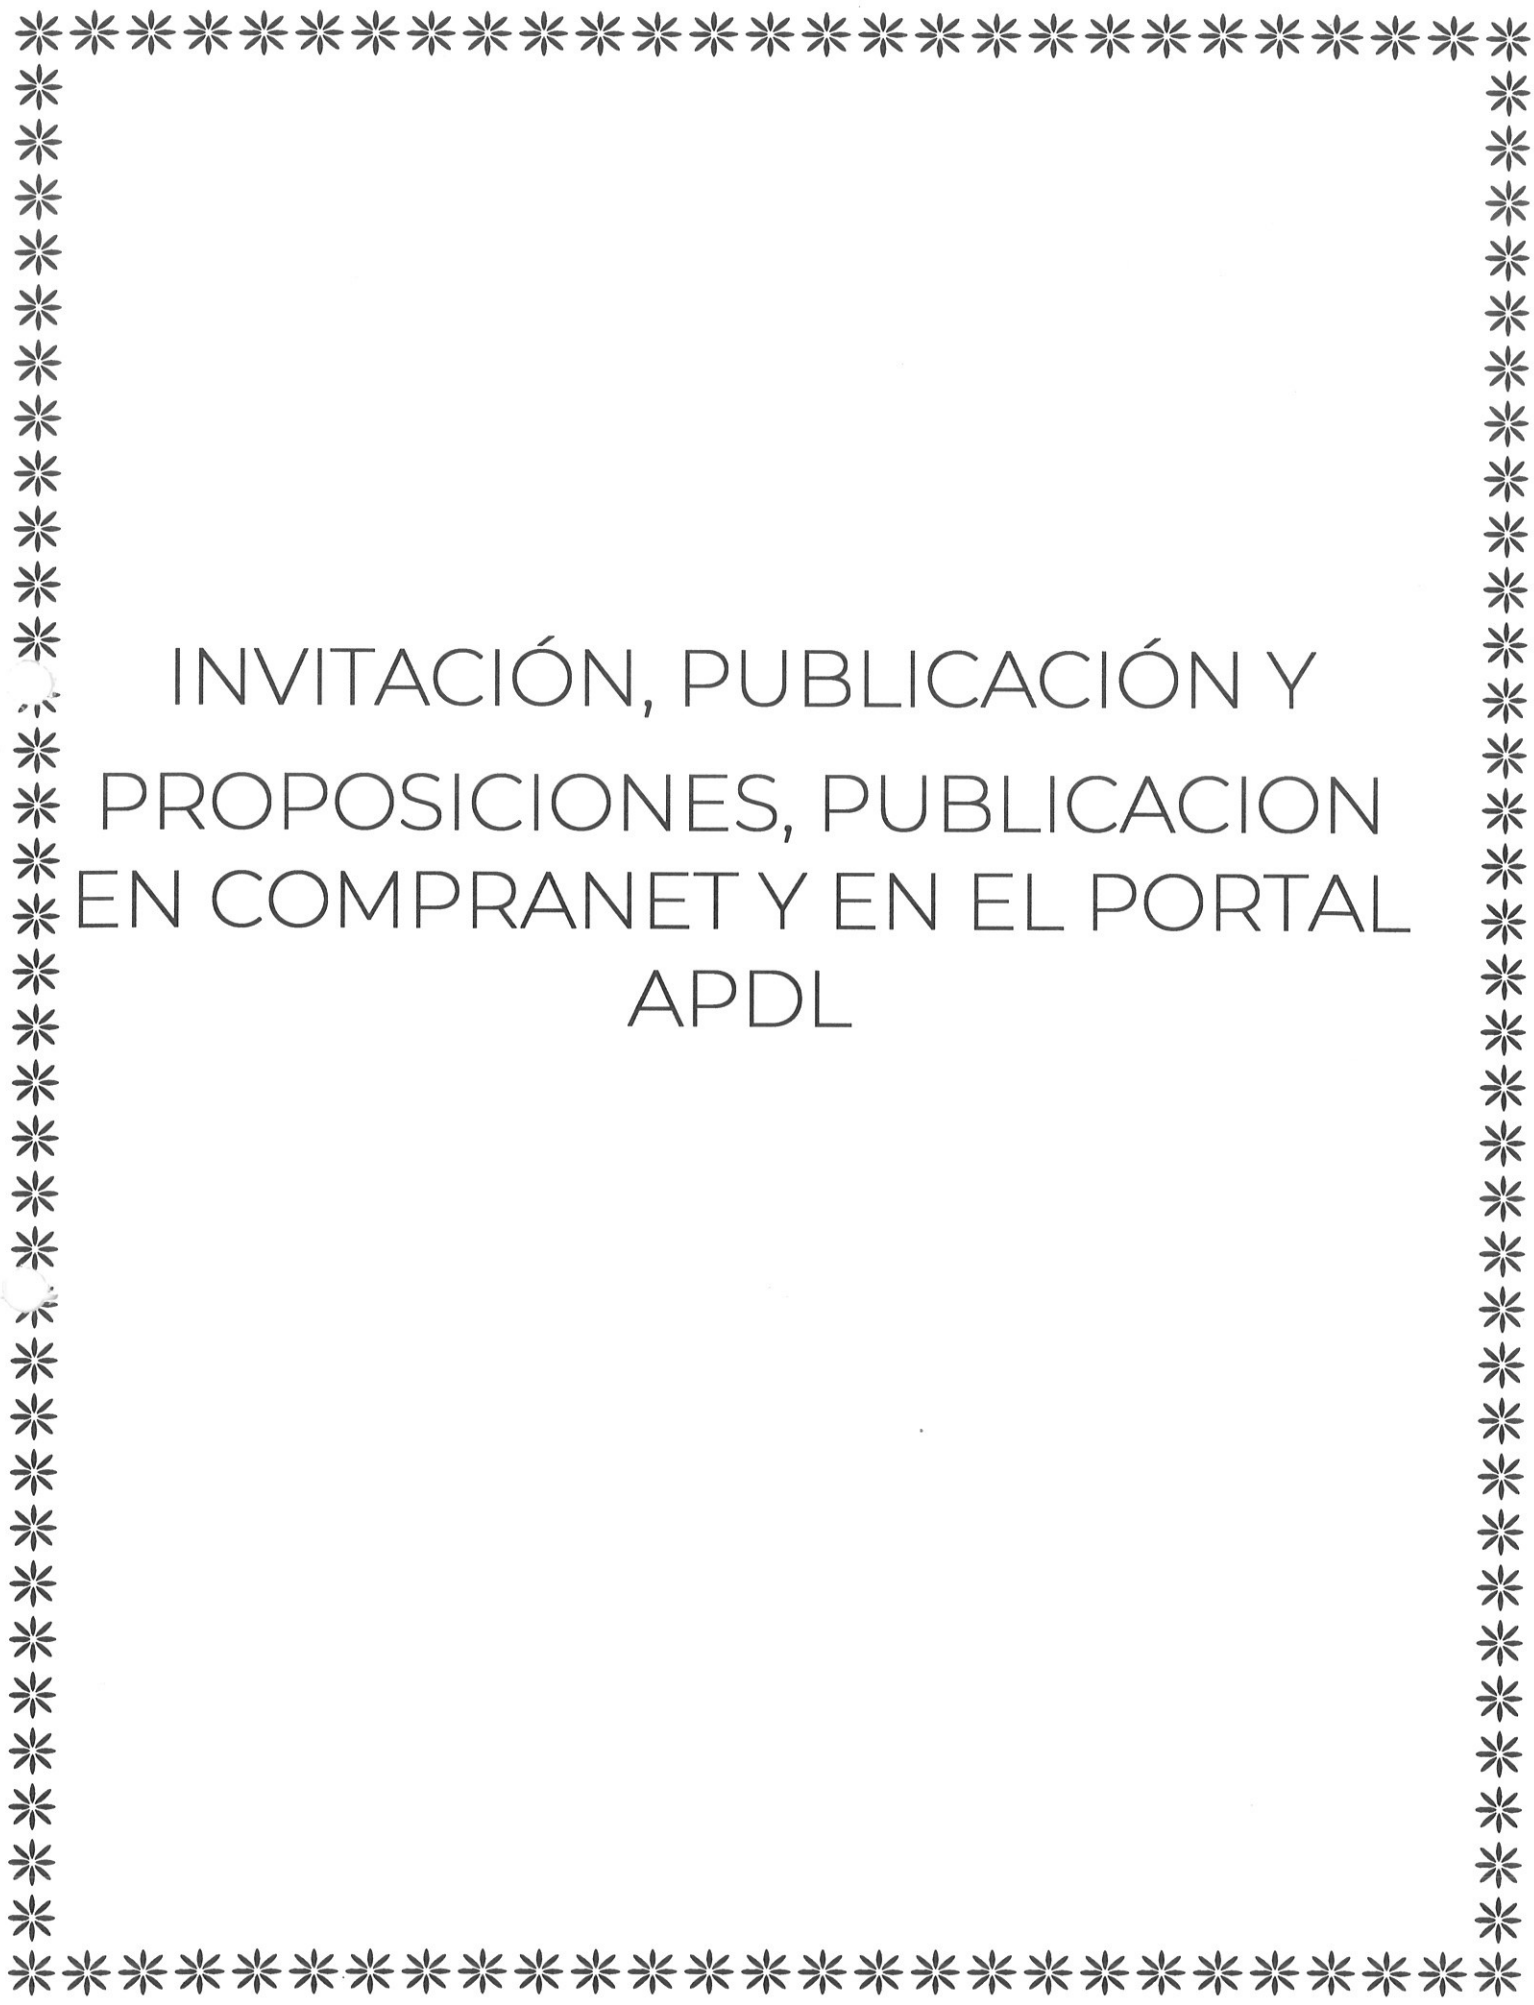 INVITACIÓN, PUBLICACIÓN Y
PROPOSICIONES, PUBLICACION
EN COMPRANET Y EN EL PORTAL
APDL